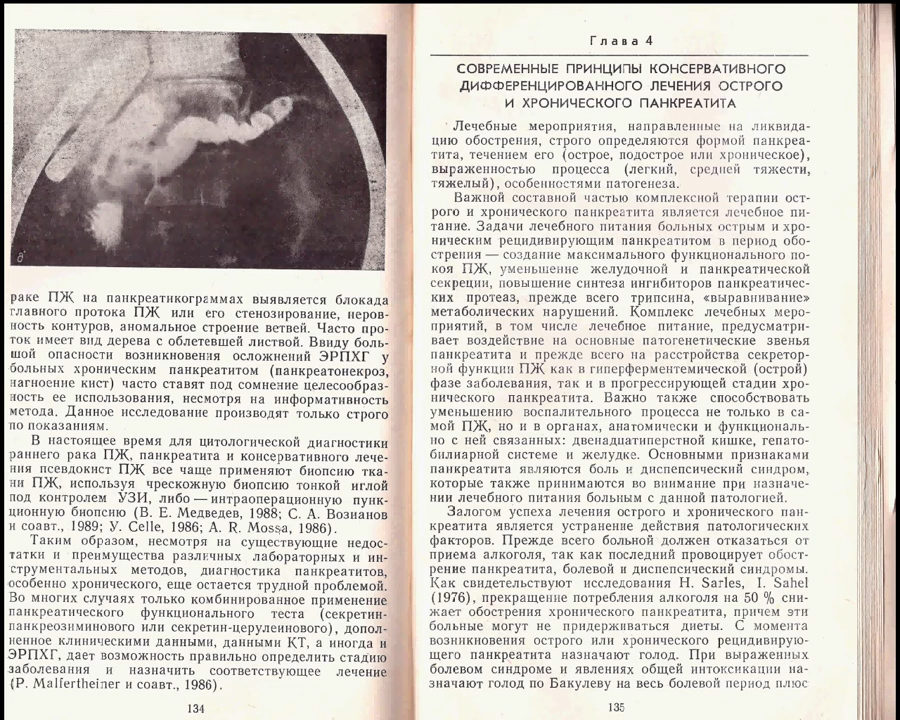 д
раке ПЖ на панкреатикограммах выявляется блокада
главного протока ПЖ или его стенозирование, неров-
ность контуров, аномальное строение ветвей. Часто про-
ток имеет вид дерева с облетевшей листвой. Ввиду боль-
шой опасности возникновения осложнений ЭРПХГ у
больных хроническим панкреатитом (панкреатонекроз,
нагноение кист) часто ставят под сомнение целесообраз-
ность ее использования, несмотря на информативность
метода. Данное исследование производят только строго
по показаниям.
В настоящее время для цитологической диагностики
раннего рака ПЖ, панкреатита и консервативного лече-
ния псевдокист ПЖ все чаще применяют биопсию тка-
ни ПЖ, используя чрескожную биопсию тонкой иглой
под контролем УЗИ, либо — интраоперационную пунк-
ционную биопсию (В. Е. Медведев, 1988; С. А. Возианов
и соавт., 1989; У. Celle, 1986; A. R. Mossa, 1986).
Таким образом, несмотря на существующие недос-
татки и преимущества различных лабораторных и ин-
струментальных методов, диагностика панкреатитов,
особенно хронического, еще остается трудной проблемой.
Во многих случаях только комбинированное применение
панкреатического функционального теста (секретин-
панкреозиминового или секретин-церулеинового), допол-
ненное клиническими данными, данными КТ, а иногда и
ЭРПХГ, дает возможность правильно определить стадию
заболевания и назначить соответствующее лечение
(P. Malfertheiner и соавт., 1986).
134
Глава 4
СОВРЕМЕННЫЕ ПРИНЦИПЫ КОНСЕРВАТИВНОГО
ДИФФЕРЕНЦИРОВАННОГО ЛЕЧЕНИЯ ОСТРОГО
И ХРОНИЧЕСКОГО ПАНКРЕАТИТА
Лечебные мероприятия, направленные на ликвида-
цию обострения, строго определяются формой панкреа-
тита, течением его (острое, подострое или хроническое),
выраженностью процесса (легкий, средней тяжести,
тяжелый), особенностями патогенеза.
Важной составной частью комплексной терапии ост-
рого и хронического панкреатита является лечебное пи-
тание. Задачи лечебного питания больных острым и хро-
ническим рецидивирующим панкреатитом в период обо-
стрения — создание максимального функционального по-
коя ПЖ, уменьшение желудочной и панкреатической
секреции, повышение синтеза ингибиторов панкреатичес-
ких протеаз, прежде всего трипсина, «выравнивание»
метаболических нарушений. Комплекс лечебных меро-
приятий, в том числе лечебное питание, предусматри-
вает воздействие на основные патогенетические звенья
панкреатита и прежде всего на расстройства секретор-
ной функции ПЖ как в гиперферментемической (острой)
фазе заболевания, так и в прогрессирующей стадии хро-
нического панкреатита. Важно также способствовать
уменьшению воспалительного процесса не только в са-
мой ПЖ, но и в органах, анатомически и функциональ-
но с ней связанных: двенадцатиперстной кишке, гепато-
билиарной системе и желудке. Основными признаками
панкреатита являются боль и диспепсический синдром,
которые также принимаются во внимание при назначе-
нии лечебного питания больным с данной патологией.
Залогом успеха лечения острого и хронического пан-
креатита является устранение действия патологических
факторов. Прежде всего больной должен отказаться от
приема алкоголя, так как последний провоцирует обост-
рение панкреатита, болевой и диспепсический синдромы.
Как свидетельствуют исследования H. Sarles, I. Sahel
(1976), прекращение потребления алкоголя на 50 % сни-
жает обострения хронического панкреатита, причем эти
больные могут не придерживаться диеты. С момента
возникновения острого или хронического рецидивирую-
щего панкреатита назначают голод. При выраженных
болевом синдроме и явлениях общей интоксикации на-
значают голод по Бакулеву на весь болевой период плюс
135